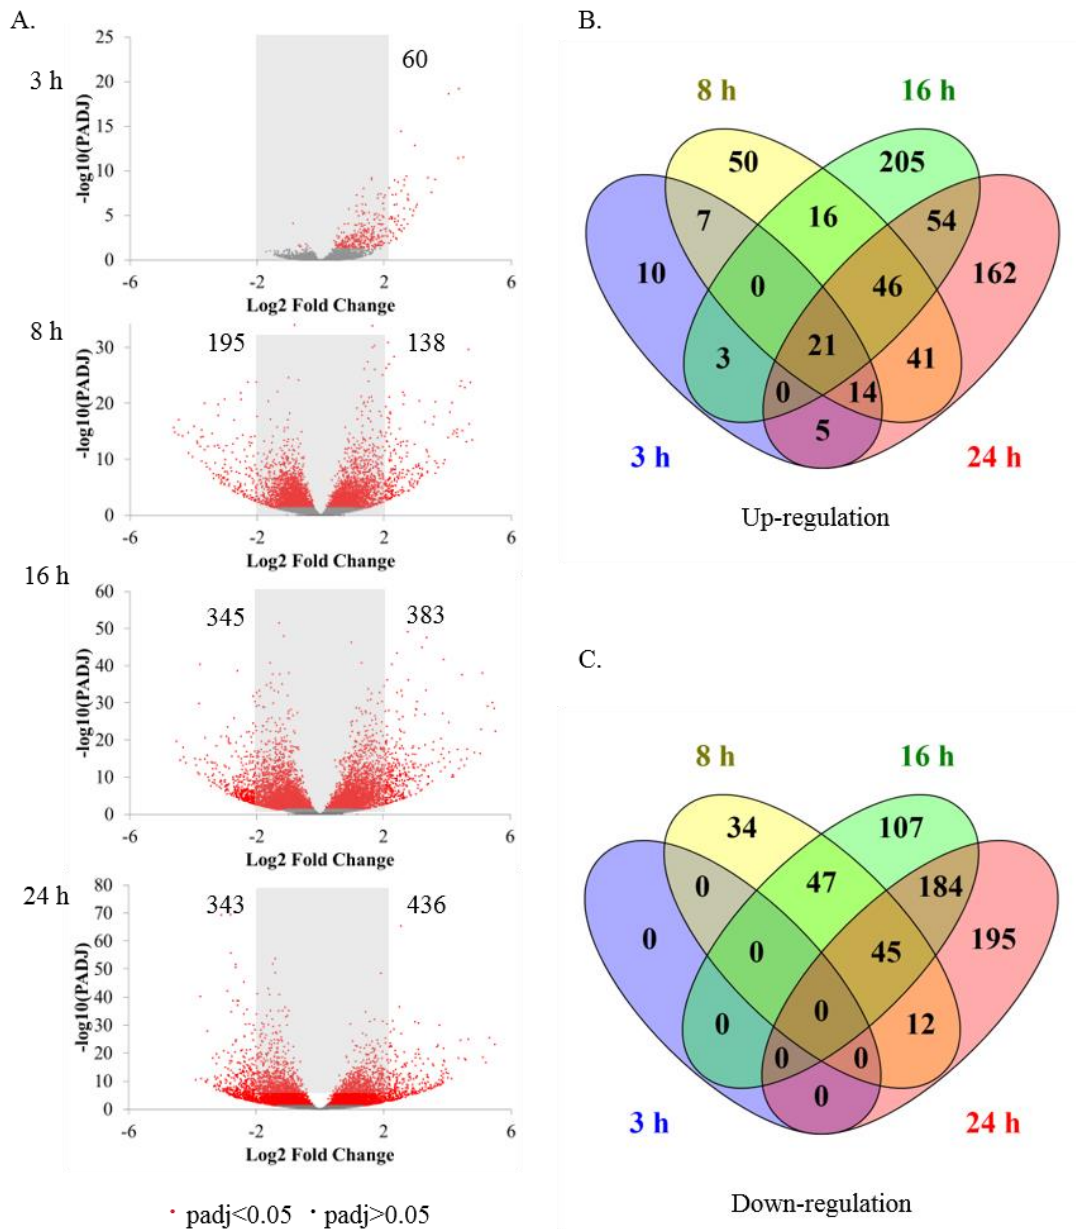 A.
3 h
60
25
20
15
10
5
0
-log10(PADJ)
-6
-2
2
6
Log2 Fold Change
8 h
195
138
30
20
10
0
-log10(PADJ)
-6
-2
2
6
Log2 Fold Change
16 h
345
383
60
50
40
30
20
10
0
-log10(PADJ)
-6
-2
2
6
Log2 Fold Change
24 h
343
436
80
70
60
50
40
30
20
10
0
-log10(PADJ)
-6
-2
2
6
Log2 Fold Change
padj<0.05 padj>0.05
B.
8 h 16 h
50 205
7 16 54
10 0 46 162
3 21 41
0 14
5
3 h 24 h
Up-regulation
C.
8 h 16 h
34 107
0 47 184
0 0 45 195
0 0 12
0 0
0
3 h 24 h
Down-regulation